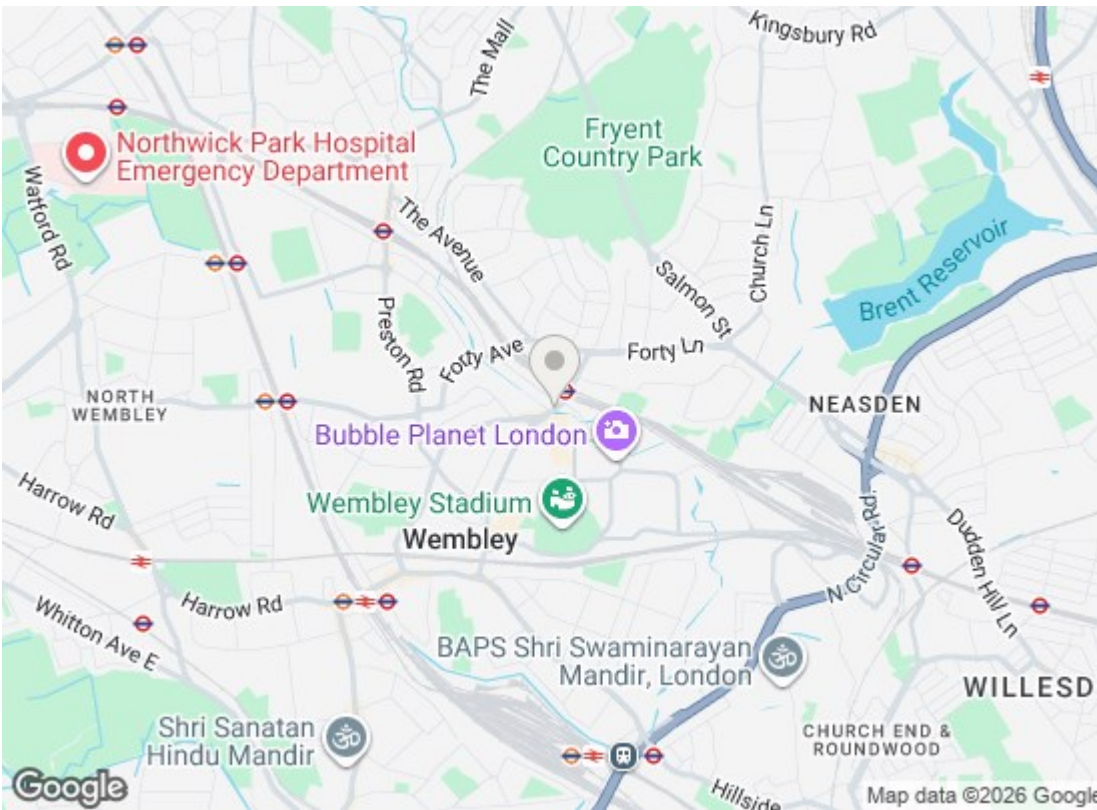 Kingsbury Rd
The Mall
Northwick Park Hospital
Emergency Department
Fryent
Country Park
Watford Rd
The Avenue
Church Ln
Brent Reservoir
Salmon St
Preston Rd
Forty Ave
Forty Ln
NORTH
WEMBLEY
NEASDEN
Bubble Planet London
Harrow Rd
Wembley Stadium
Wembley
N Circular Rd.
Dudden Hill Ln
Harrow Rd
Whitton Ave E
BAPS Shri Swaminarayan
Mandir, London
WILLESD
Shri Sanatan
Hindu Mandir
CHURCH END &
ROUNDWOOD
Hillside
Google
Map data ©2026 Google